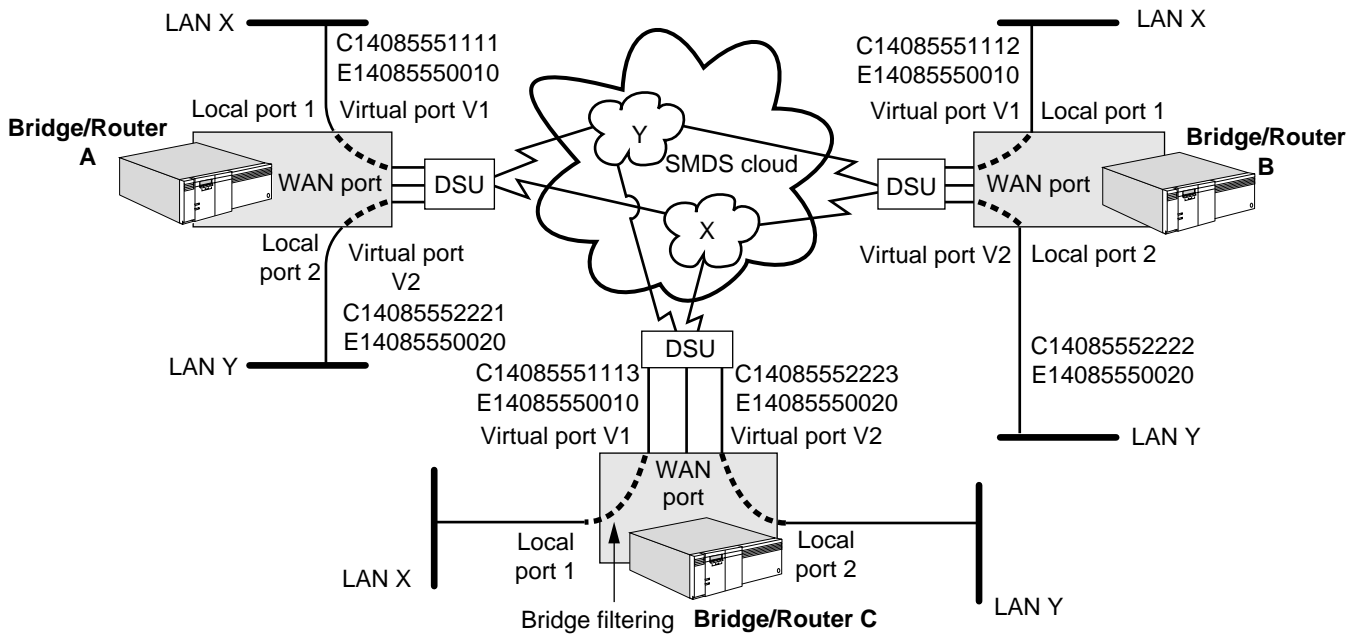 LAN X
C14085551111
E14085550010
Local port 1
Virtual port V1
Bridge/Router
A
WAN port
DSU
Local
port 2
Virtual port
V2
C14085552221
E14085550020
LAN Y
Y
SMDS cloud
X
LAN X
C14085551112
E14085550010
Virtual port V1
Local port 1
Bridge/Router
B
DSU
WAN port
Virtual port V2
Local port 2
C14085552222
E14085550020
LAN Y
DSU
C14085551113
E14085550010
Virtual port V1
C14085552223
E14085550020
Virtual port V2
WAN
port
Local
port 1
Local
port 2
LAN X
LAN Y
Bridge filtering
Bridge/Router C